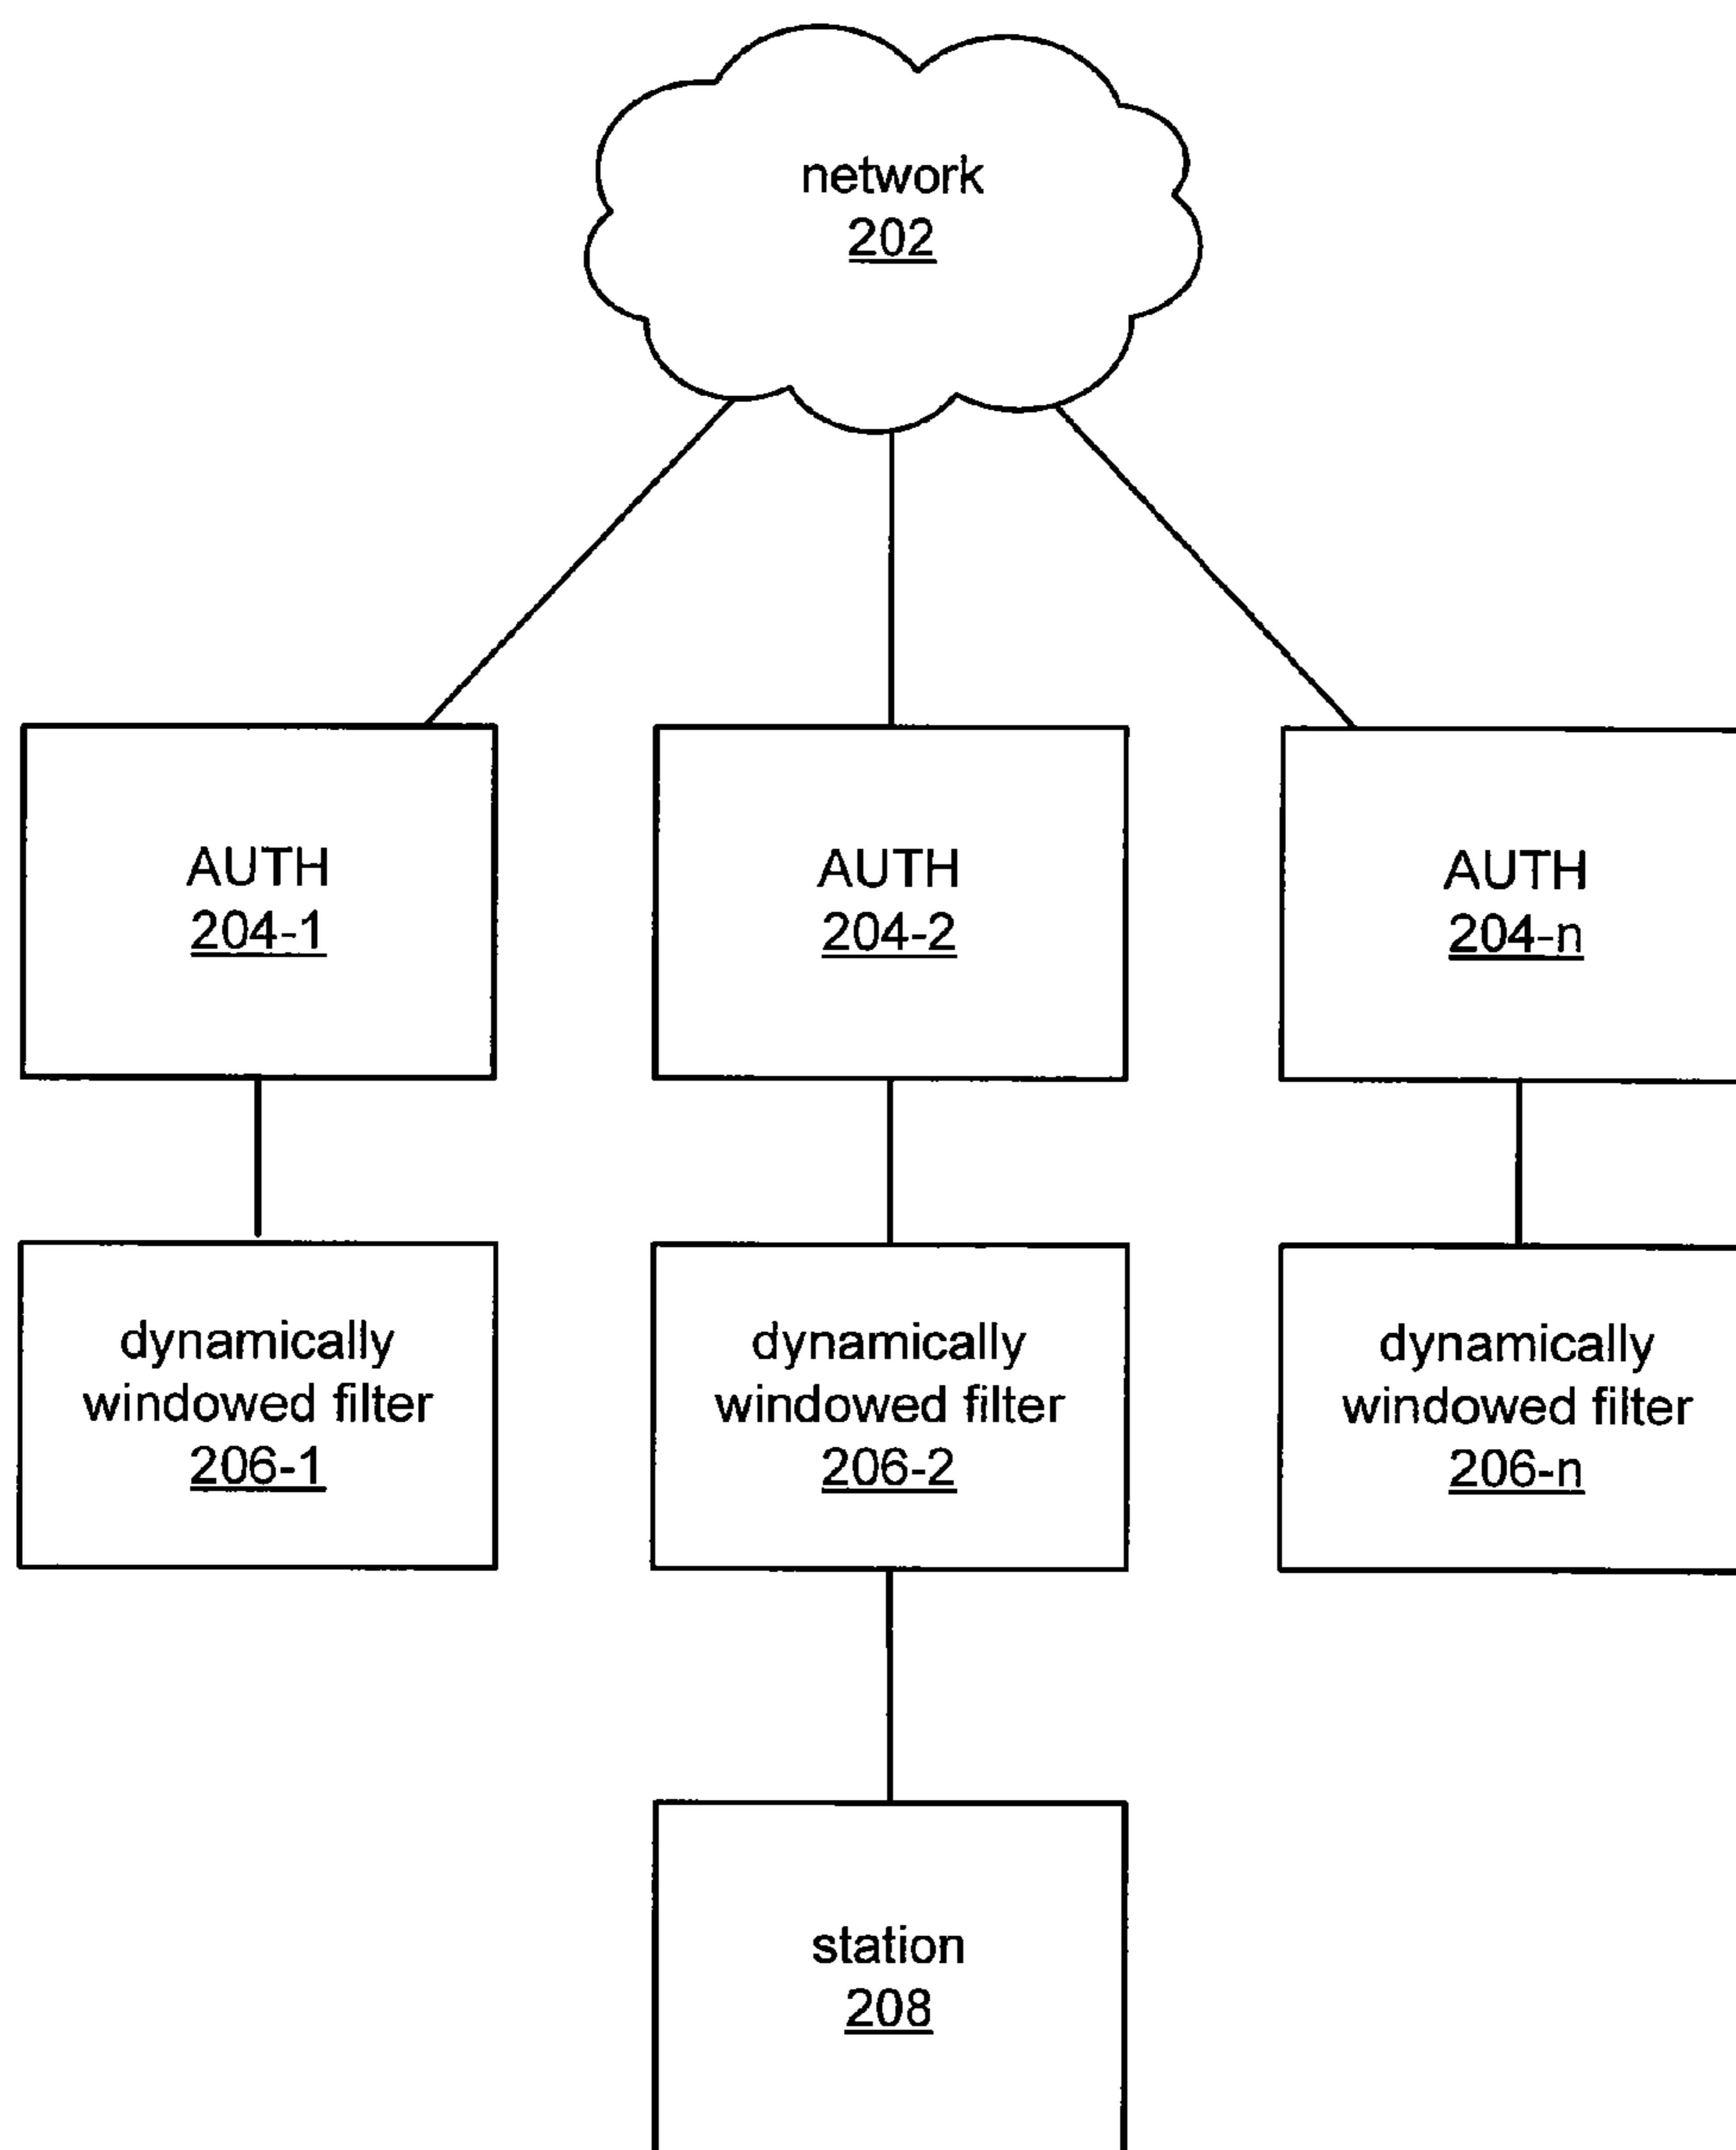 network
202
AUTH
204-1
AUTH
204-2
AUTH
204-n
dynamically
windowed filter
206-1
dynamically
windowed filter
206-2
dynamically
windowed filter
206-n
station
208